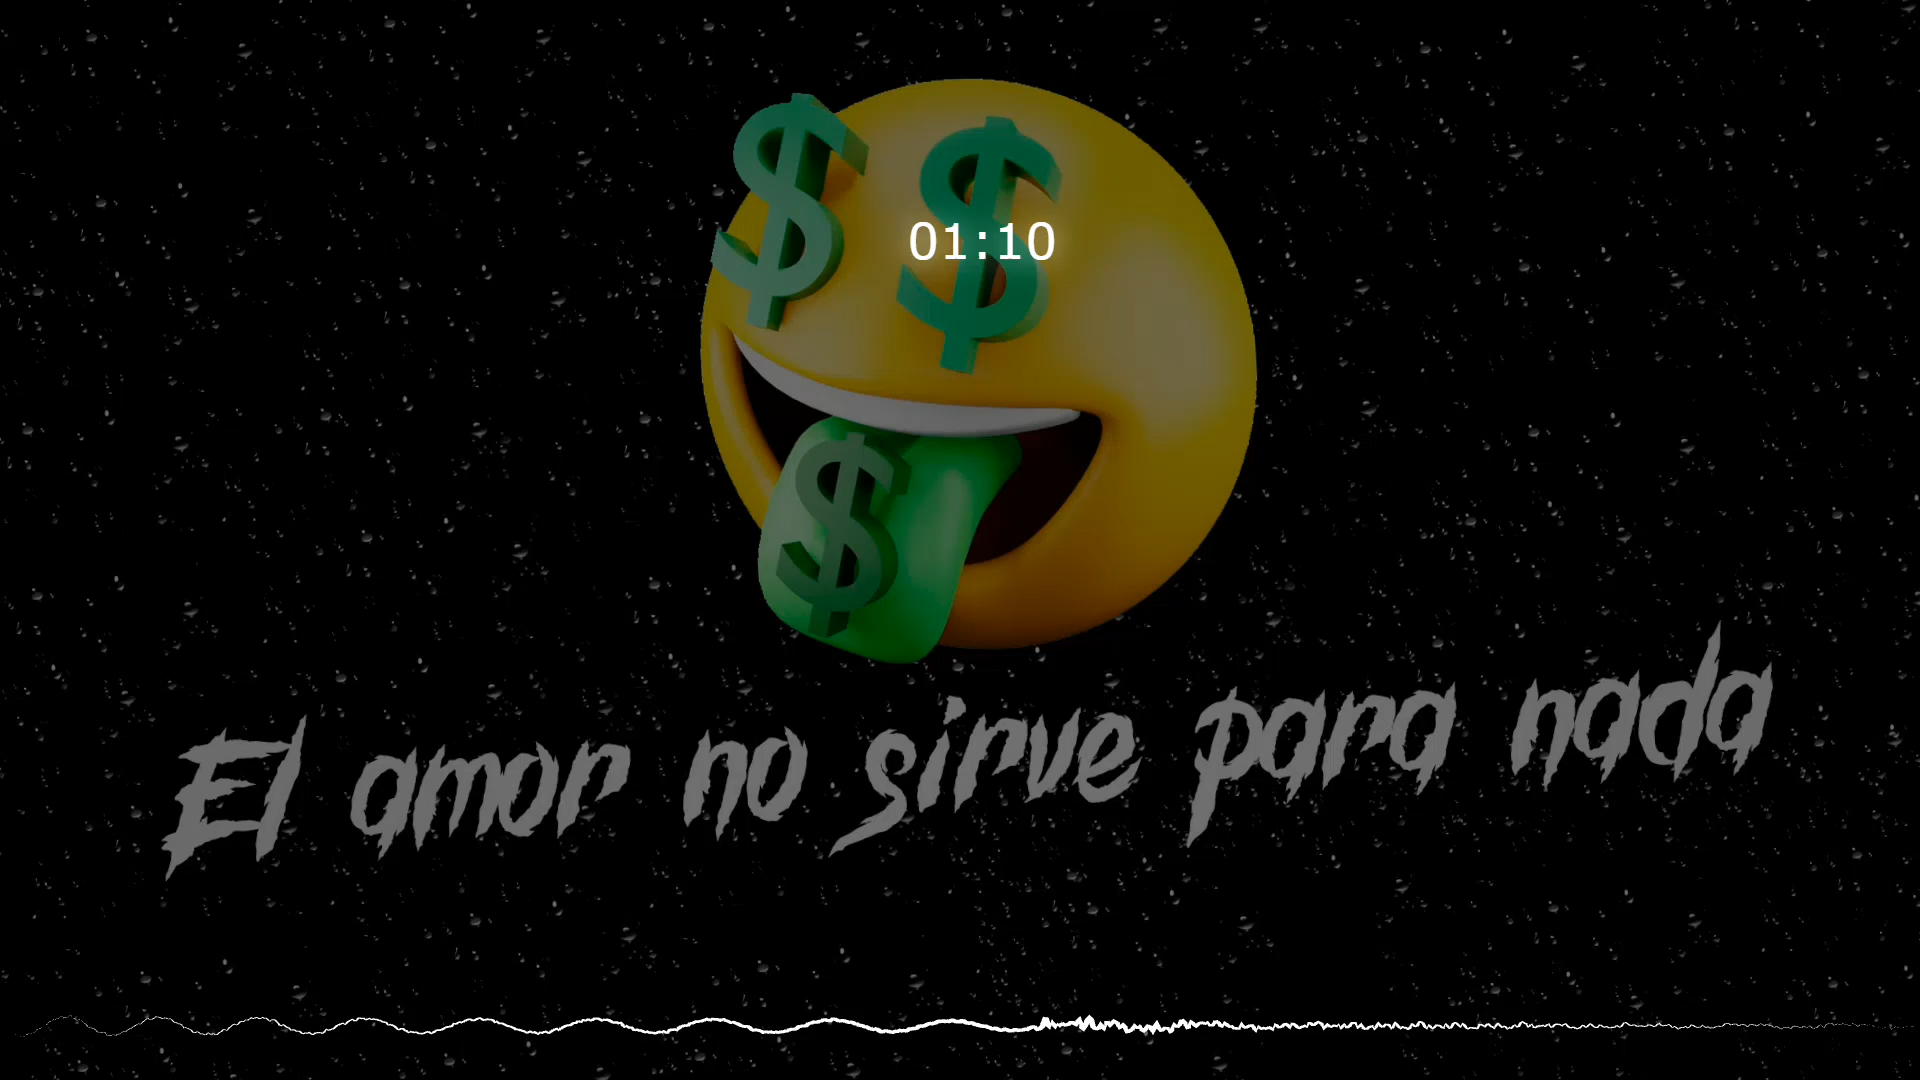 $ $
01:10
$
El amor no sirve para nada